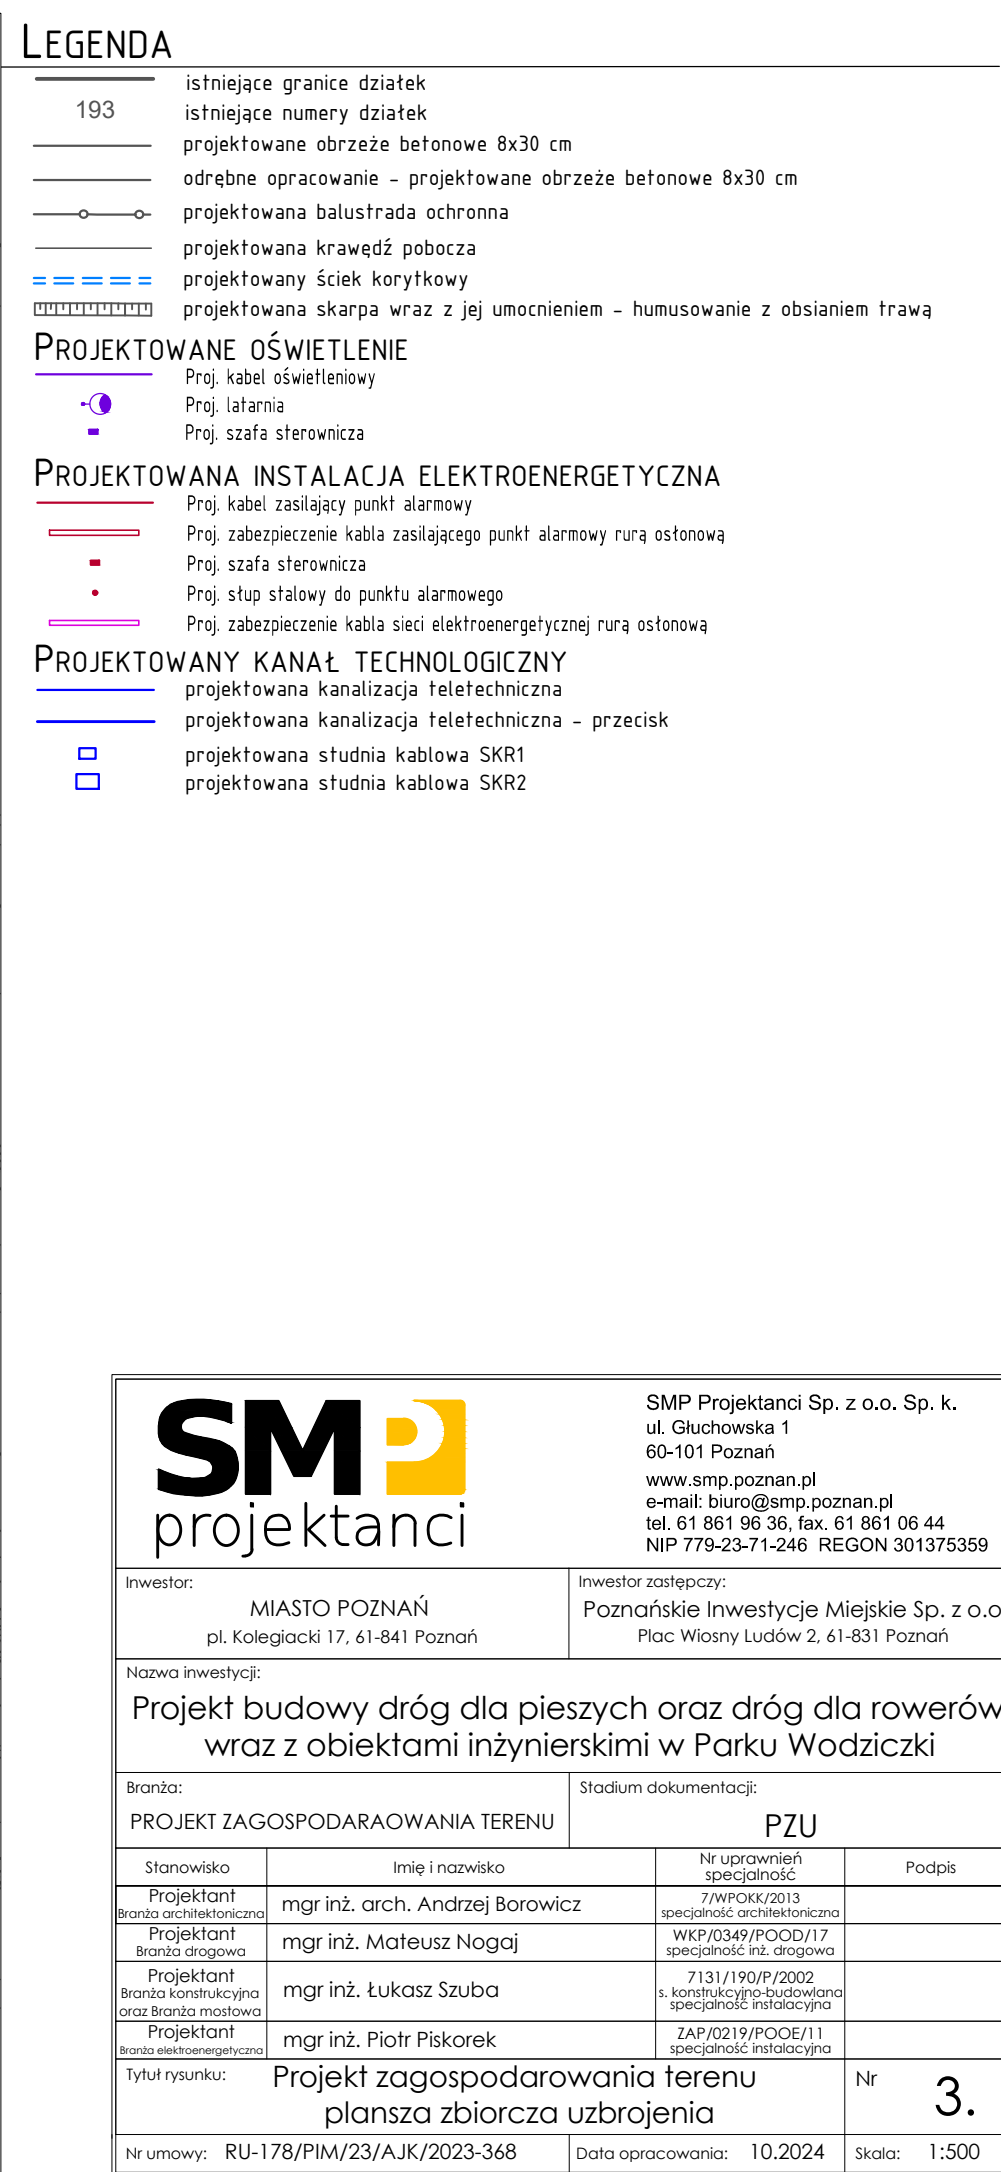 LEGENDA
istniejące granice działek
193
istniejące numery działek
projektowane obrzeże betonowe 8x30 cm
odrębne opracowanie - projektowane obrzeże betonowe 8x30 cm
projektowana balustrada ochronna
projektowana krawędź pobocza
projektowany ściek korytkowy
projektowana skarpa wraz z jej umocnieniem - humusowanie z obsianiem trawą
PROJEKTOWANE OŚWIETLENIE
Proj. kabel oświetleniowy
Proj. latarnia
Proj. szafa sterownicza
PROJEKTOWANA INSTALACJA ELEKTROENERGETYCZNA
Proj. kabel zasilający punkt alarmowy
Proj. zabezpieczenie kabla zasilającego punkt alarmowy rurą osłonową
Proj. szafa sterownicza
Proj. słup stalowy do punktu alarmowego
Proj. zabezpieczenie kabla sieci elektroenergetycznej rurą osłonową
PROJEKTOWANY KANAŁ TECHNOLOGICZNY
projektowana kanalizacja teletechniczna
projektowana kanalizacja teletechniczna - przecisk
projektowana studnia kablowa SKR1
projektowana studnia kablowa SKR2
SMP
projektanci
SMP Projektanci Sp. z o.o. Sp. k.
ul. Głuchowska 1
60-101 Poznań
www.smp.poznan.pl
e-mail: biuro@smp.poznan.pl
tel. 61 861 96 36, fax. 61 861 06 44
NIP 779-23-71-246 REGON 301375359
Inwestor:
MIASTO POZNAŃ
pl. Kolegiacki 17, 61-841 Poznań
Inwestor zastępczy:
Poznańskie Inwestycje Miejskie Sp. z o.o
Plac Wiosny Ludów 2, 61-831 Poznań
Nazwa inwestycji:
Projekt budowy dróg dla pieszych oraz dróg dla rowerów
wraz z obiektami inżynierskimi w Parku Wodziczki
Branża:
PROJEKT ZAGOSPODARAOWANIA TERENU
Stadium dokumentacji:
PZU
Stanowisko
Imię i nazwisko
Nr uprawnień
specjalność
Podpis
Projektant
Branża architektoniczna
mgr inż. arch. Andrzej Borowicz
7/WPOKK/2013
specjalność architektoniczna
Projektant
Branża drogowa
mgr inż. Mateusz Nogaj
WKP/0349/POOD/17
specjalność inż. drogowa
Projektant
Branża konstrukcyjna
oraz Branża mostowa
mgr inż. Łukasz Szuba
7131/190/P/2002
s. konstrukcyjno-budowlana
specjalność instalacyjna
Projektant
Branża elektroenergetyczna
mgr inż. Piotr Piskorek
ZAP/0219/POOE/11
specjalność instalacyjna
Tytuł rysunku:
Projekt zagospodarowania terenu
plansza zbiorcza uzbrojenia
Nr
3.
Nr umowy: RU-178/PIM/23/AJK/2023-368
Data opracowania: 10.2024
Skala: 1:500